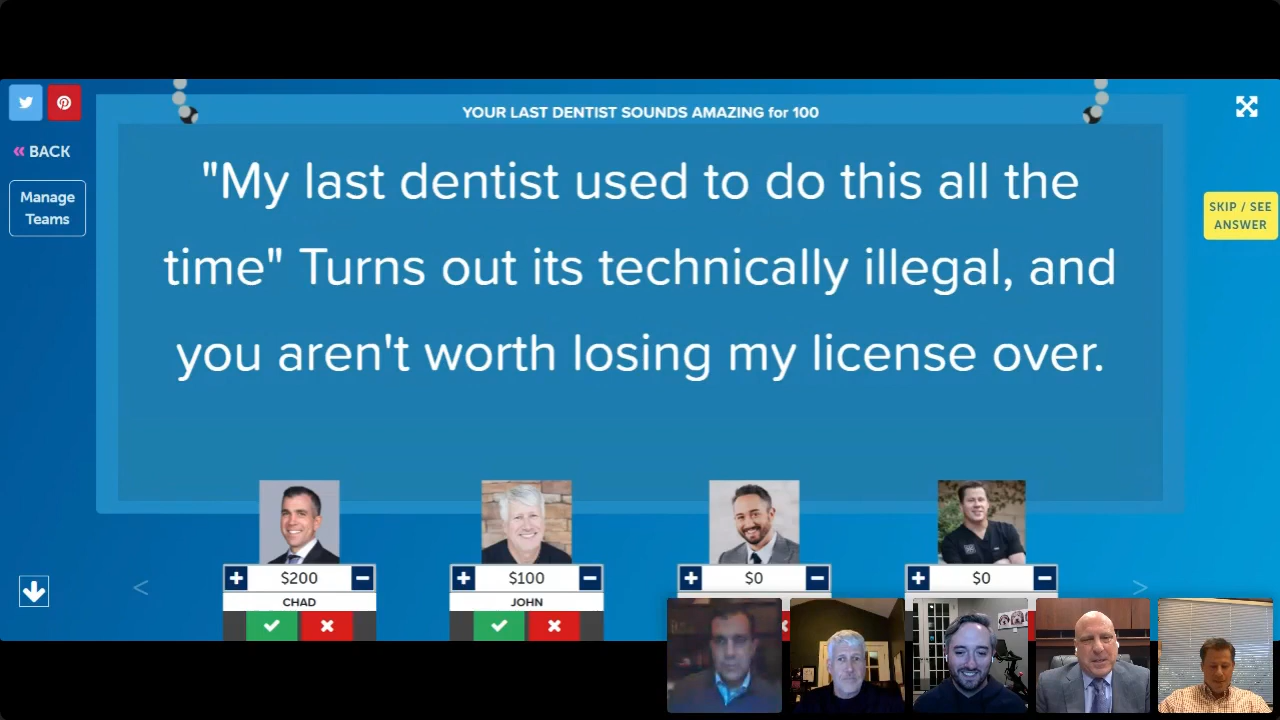 YOUR LAST DENTIST SOUNDS AMAZING for 100
« BACK
Manage
Teams
"My last dentist used to do this all the
time" Turns out its technically illegal, and
you aren't worth losing my license over.
SKIP / SEE
ANSWER
$200
$100
$0
$0
CHAD
JOHN